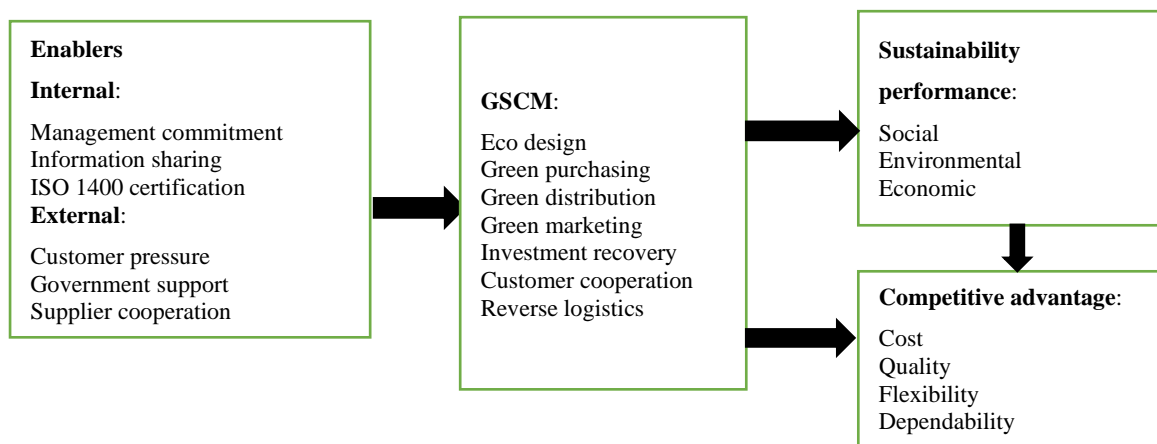 Enablers
Internal:
Management commitment
Information sharing
ISO 1400 certification
External:
Customer pressure
Government support
Supplier cooperation
GSCM:
Eco design
Green purchasing
Green distribution
Green marketing
Investment recovery
Customer cooperation
Reverse logistics
Sustainability
performance:
Social
Environmental
Economic
Competitive advantage:
Cost
Quality
Flexibility
Dependability